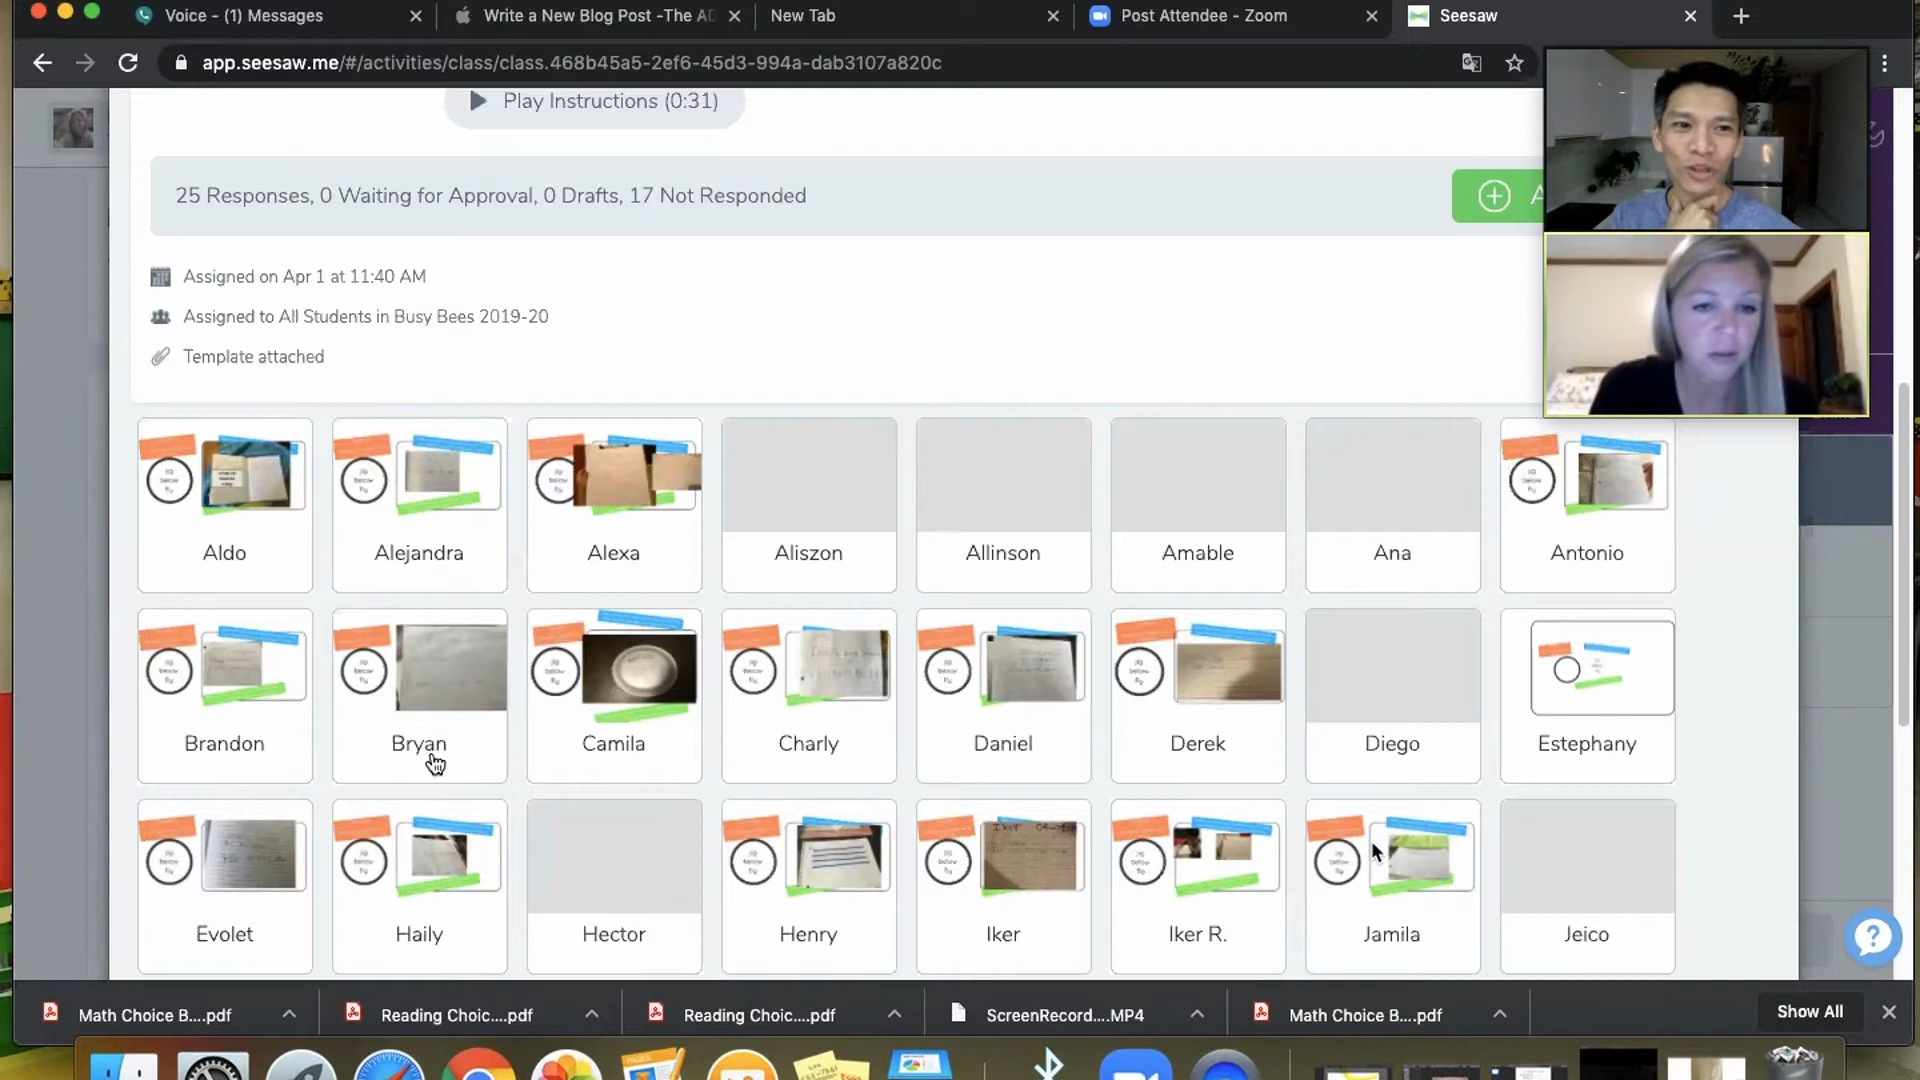 Voice - (1) Messages
Write a New Blog Post -The AD
New Tab
Post Attendee - Zoom
Seesaw
app.seesaw.me/#/activities/class/class.468b45a5-2ef6-45d3-994a-dab3107a820c
Play Instructions (0:31)
25 Responses, 0 Waiting for Approval, 0 Drafts, 17 Not Responded
A
Assigned on Apr 1 at 11:40 AM
Assigned to All Students in Busy Bees 2019-20
Template attached
Aldo
Alejandra
Alexa
Aliszon
Allinson
Amable
Ana
Antonio
Brandon
Bryan
Camila
Charly
Daniel
Derek
Diego
Estephany
Evolet
Haily
Hector
Henry
Iker
Iker R.
Jamila
Jeico
Math Choice B....pdf
Reading Choic....pdf
Reading Choic....pdf
ScreenRecord....MP4
Math Choice B....pdf
Show All
PAGES